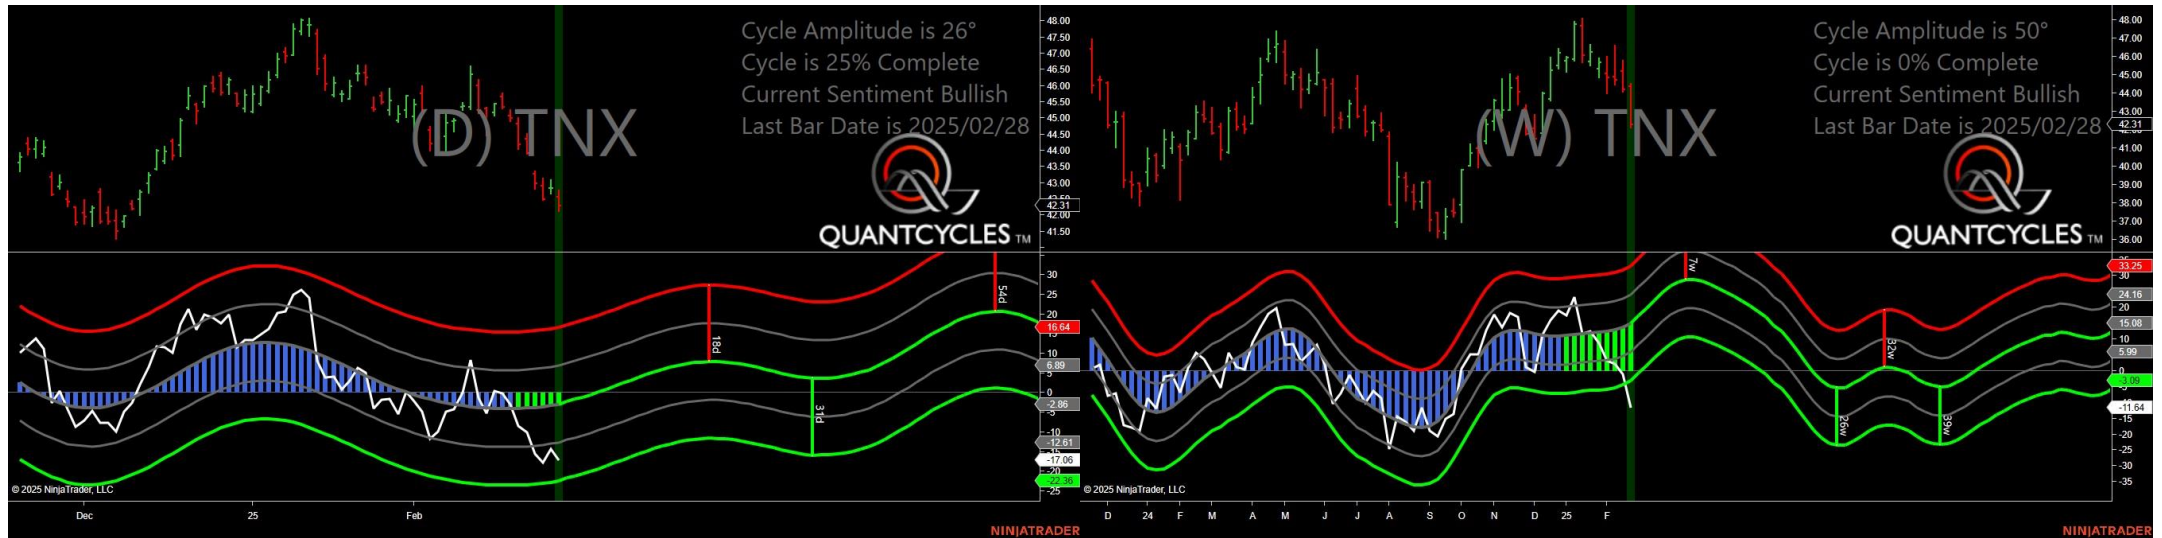 Cycle Amplitude is 26°
Cycle is 25% Complete
Current Sentiment Bullish
Last Bar Date is 2025/02/28
(D) TNX
QUANTCYCLES TM
48.00
47.50
47.00
46.50
46.00
45.50
45.00
44.50
44.00
43.50
43.00
42.31
42.00
41.50
30
25
20
16.64
10
6.89
5
0
-2.86
-5
-10
-12.61
-17.06
-20
-22.36
-25
18d
31d
54d
© 2025 NinjaTrader, LLC
Dec
25
Feb
NINJATRADER
Cycle Amplitude is 50°
Cycle is 0% Complete
Current Sentiment Bullish
Last Bar Date is 2025/02/28
(W) TNX
QUANTCYCLES TM
48.00
47.00
46.00
45.00
44.00
43.00
42.31
41.00
40.00
39.00
38.00
37.00
36.00
33.25
30
24.16
20
15.08
10
5.99
0
-3.09
-11.64
-15
-20
-25
-30
-35
7w
26w
32w
39w
© 2025 NinjaTrader, LLC
D
24
F
M
A
M
J
J
A
S
O
N
D
25
F
NINJATRADER